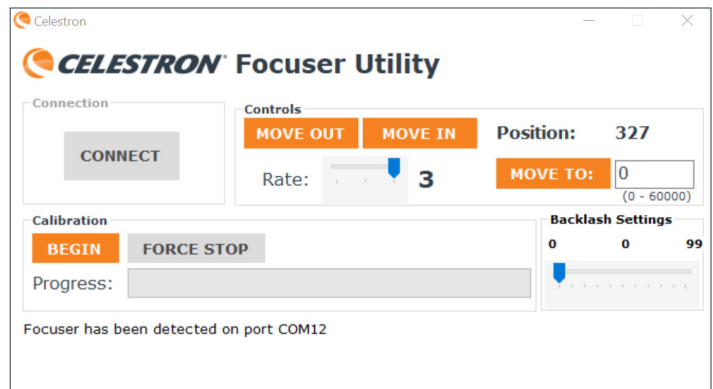 Celestron
CELESTRON Focuser Utility
Connection
CONNECT
Controls
MOVE OUT MOVE IN Position: 327
Rate: 3 MOVE TO: 0
(0 - 60000)
Calibration
BEGIN FORCE STOP
Progress:
Backlash Settings
0 0 99
Focuser has been detected on port COM12